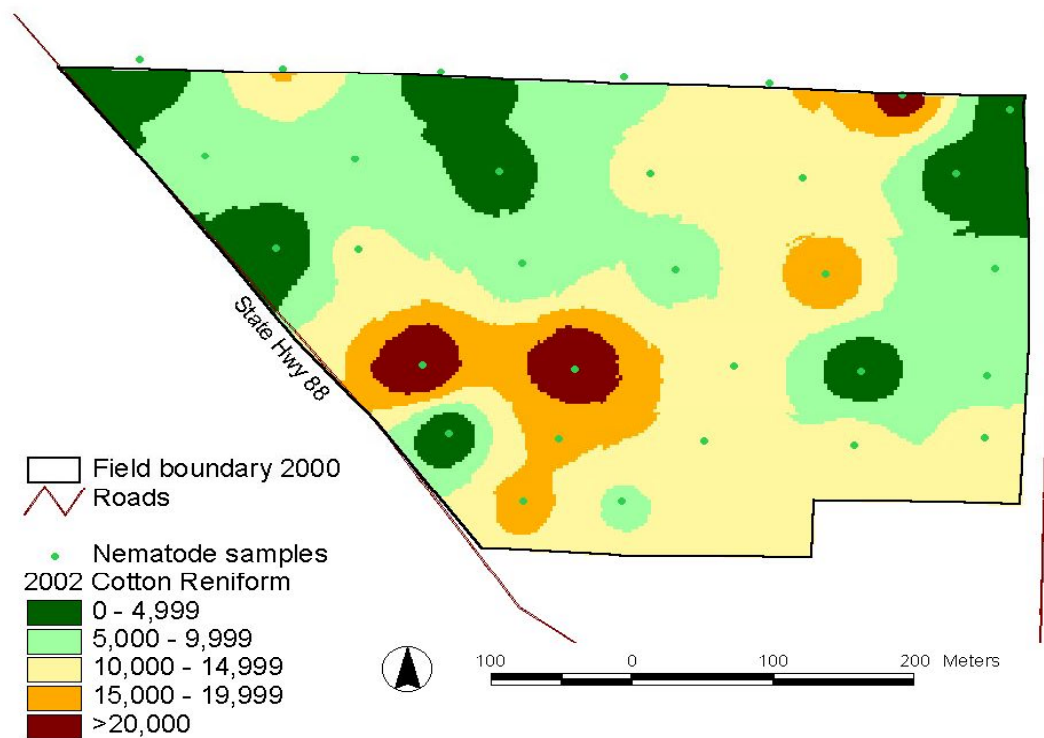 State Hwy 88
Field boundary 2000
Roads
Nematode samples
2002 Cotton Reniform
0 - 4,999
5,000 - 9,999
10,000 - 14,999
15,000 - 19,999
>20,000
100 0 100 200 Meters